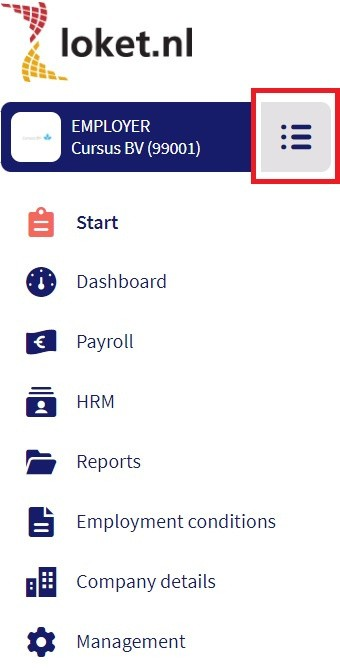 loket.nl
EMPLOYER
Cursus BV (99001)
Start
Dashboard
Payroll
HRM
Reports
Employment conditions
Company details
Management